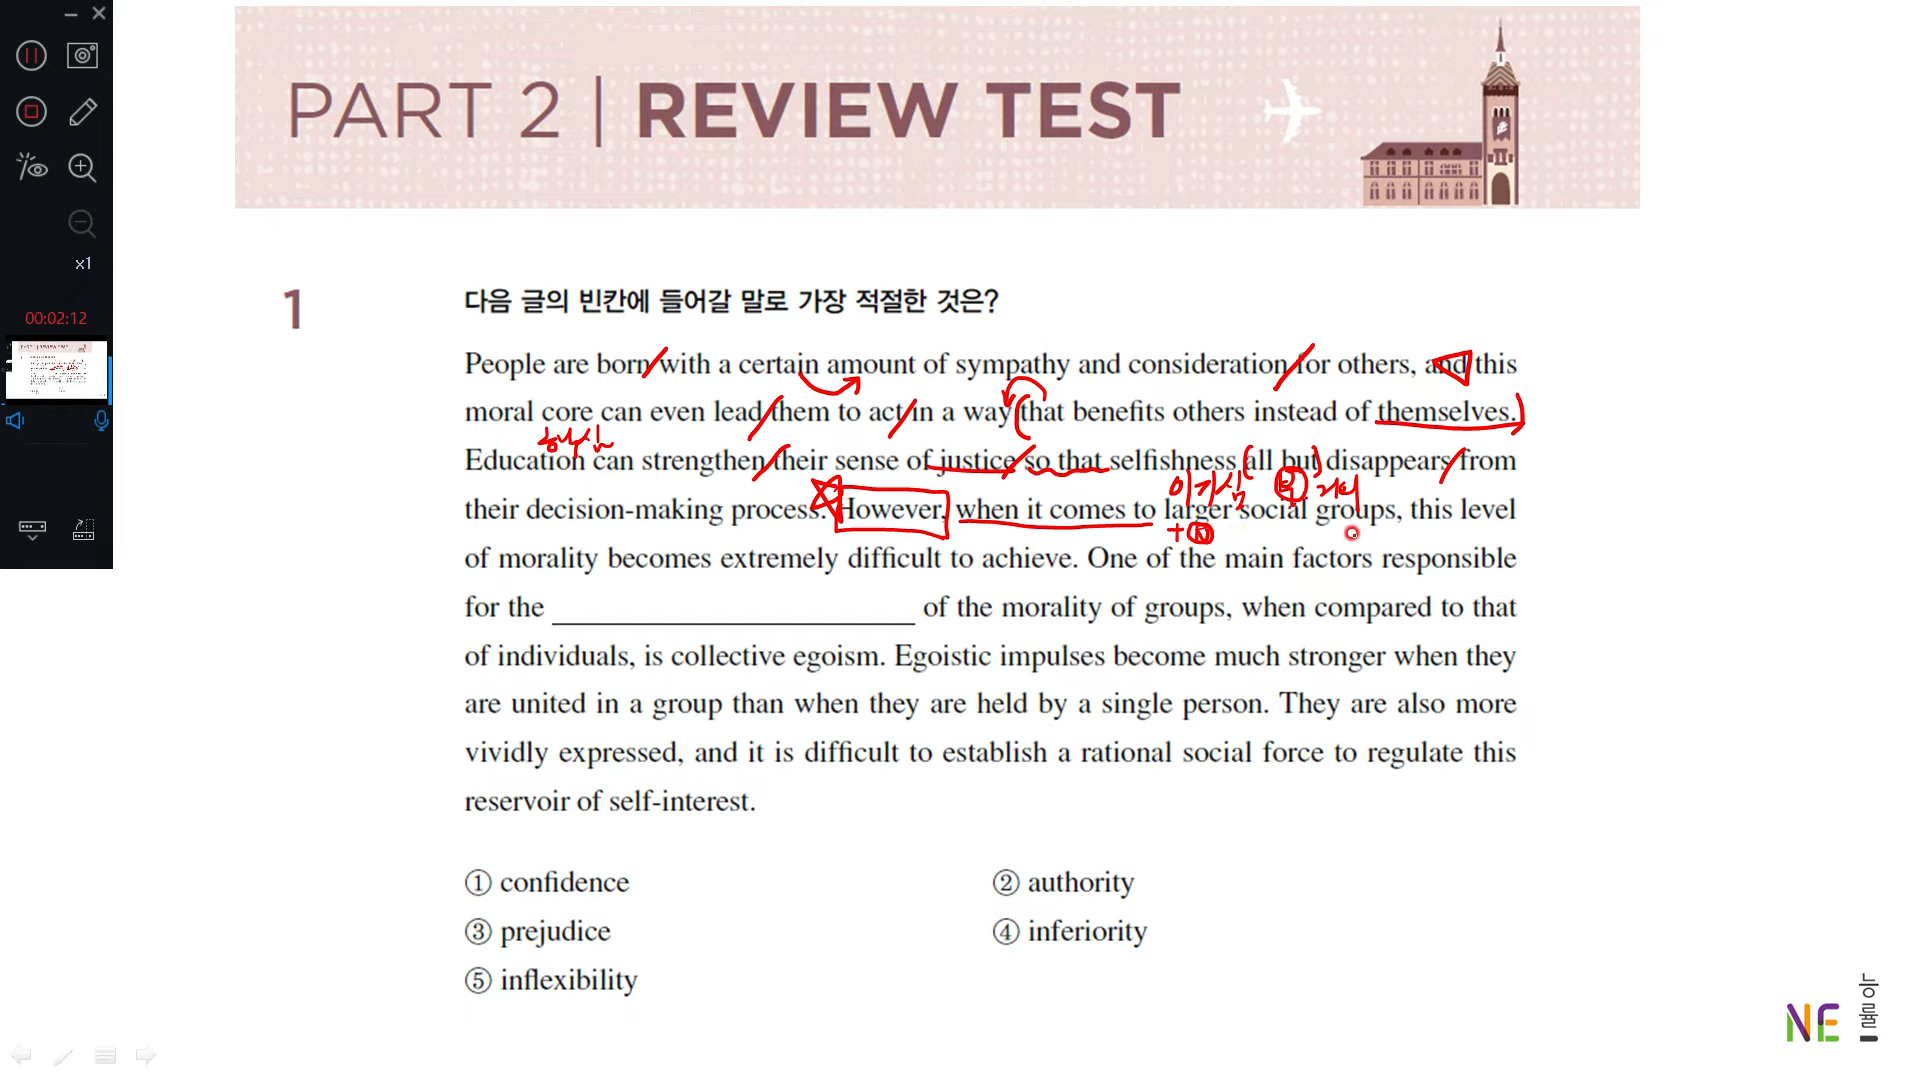 PART 2 | REVIEW TEST
x1
00:02:12
1
다음 글의 빈칸에 들어갈 말로 가장 적절한 것은?
People are born with a certain amount of sympathy and consideration for others, and this
moral core can even lead them to act in a way that benefits others instead of themselves.
Education can strengthen their sense of justice so that selfishness all but disappears from
이기심
their decision-making process. However, when it comes to larger social groups, this level
of morality becomes extremely difficult to achieve. One of the main factors responsible
for the ____ of the morality of groups, when compared to that
of individuals, is collective egoism. Egoistic impulses become much stronger when they
are united in a group than when they are held by a single person. They are also more
vividly expressed, and it is difficult to establish a rational social force to regulate this
reservoir of self-interest.
① confidence
② authority
③ prejudice
④ inferiority
⑤ inflexibility
NE 능률